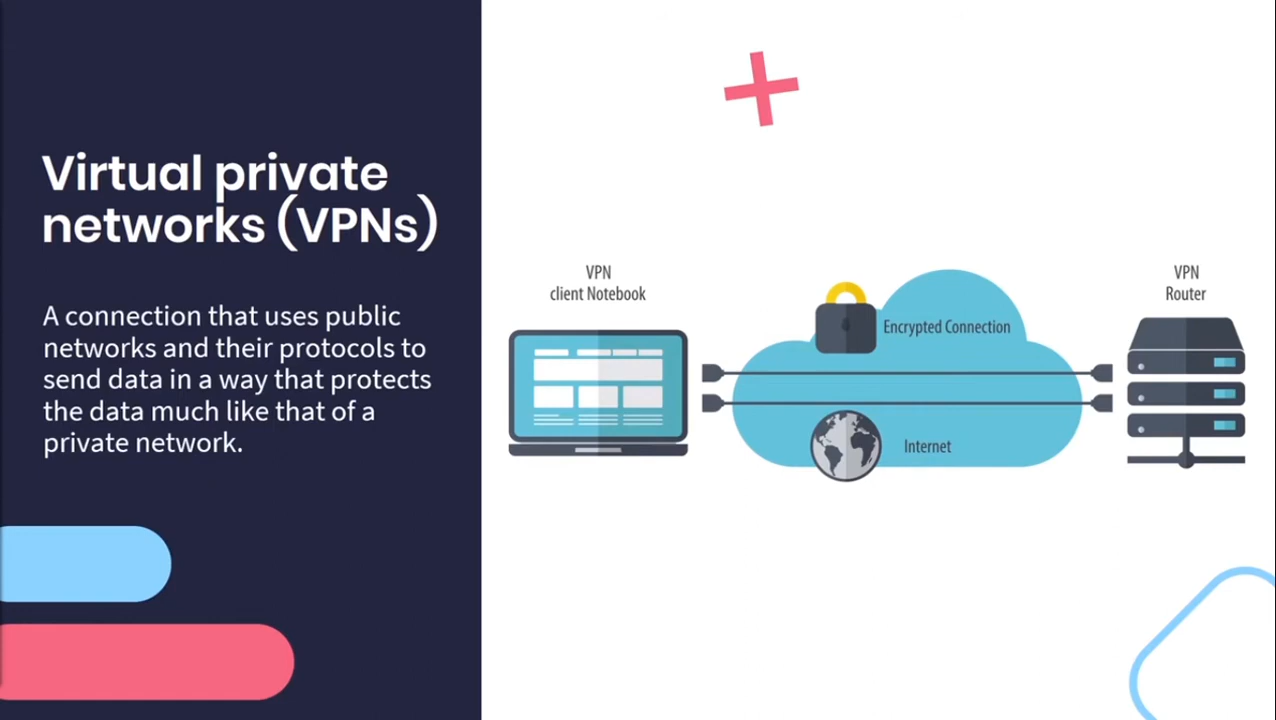 Virtual private
networks (VPNs)
A connection that uses public
networks and their protocols to
send data in a way that protects
the data much like that of a
private network.
VPN
client Notebook
Encrypted Connection
Internet
VPN
Router